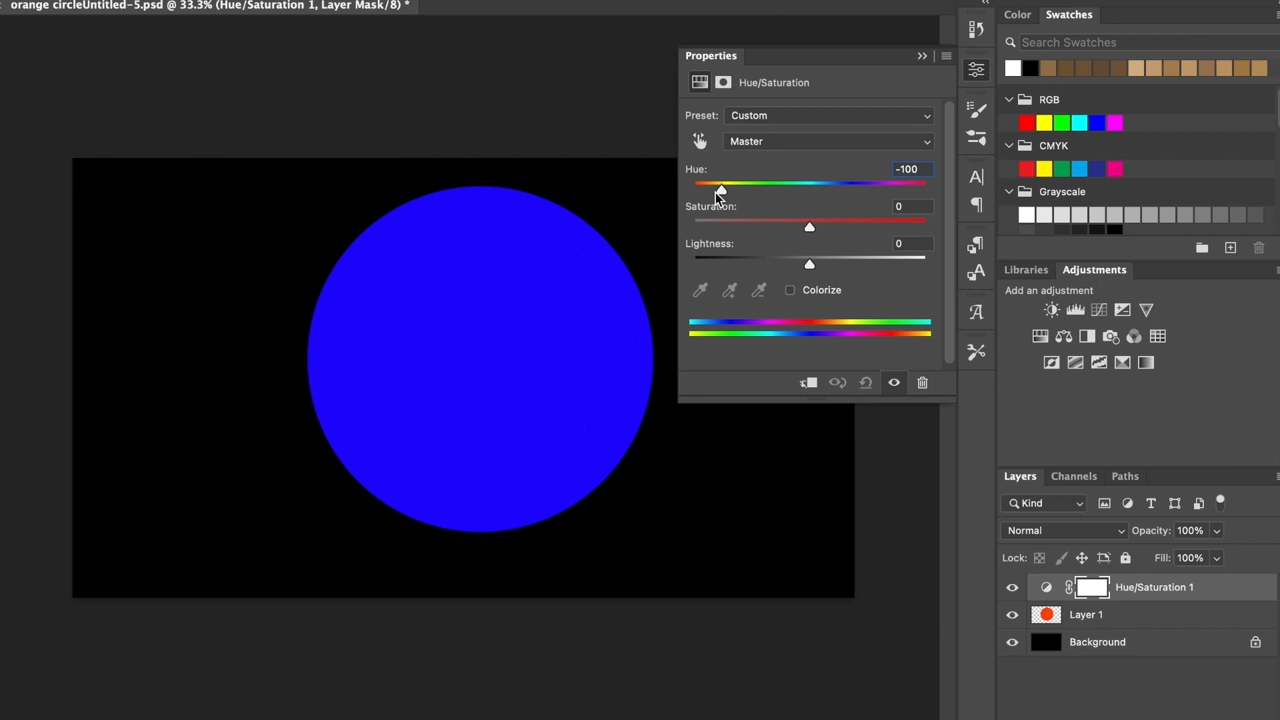 orange circleUntitled-5.psd @ 33.3% (Hue/Saturation 1, Layer Mask/8) *
Properties
Hue/Saturation
Preset: Custom
Master
Hue: -100
Saturation: 0
Lightness: 0
Colorize
Color Swatches
Search Swatches
RGB
CMYK
Grayscale
Libraries Adjustments
Add an adjustment
Layers Channels Paths
Kind
Normal Opacity: 100%
Lock: Fill: 100%
Hue/Saturation 1
Layer 1
Background